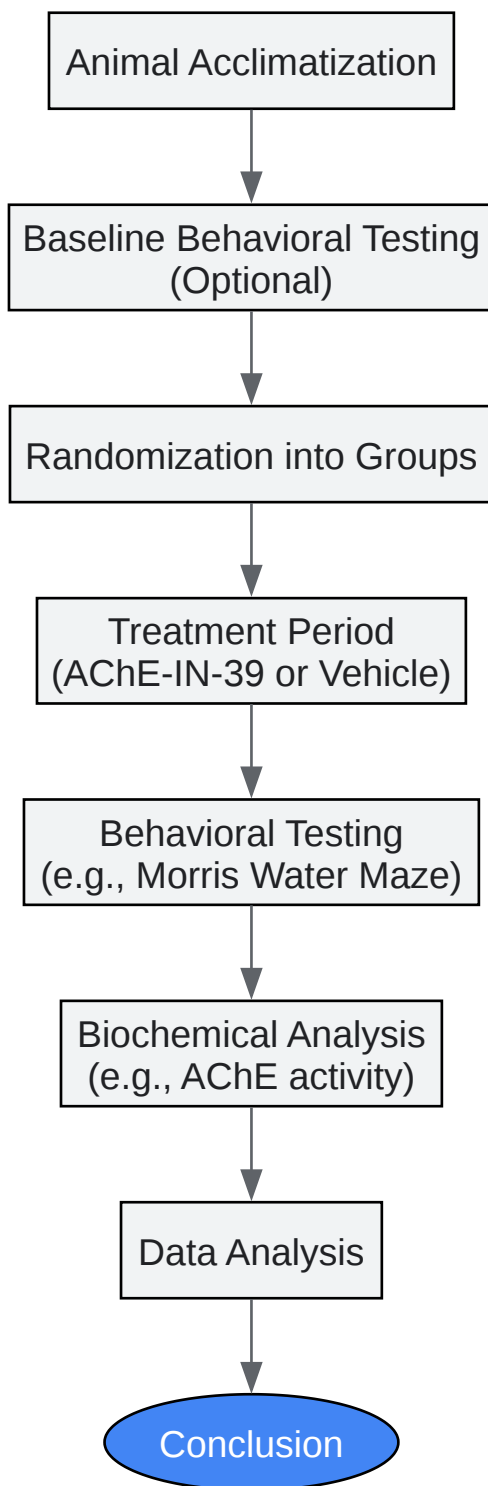 Animal Acclimatization
Baseline Behavioral Testing
(Optional)
Randomization into Groups
Treatment Period
(AChE-IN-39 or Vehicle)
Behavioral Testing
(e.g., Morris Water Maze)
Biochemical Analysis
(e.g., AChE activity)
Data Analysis
Conclusion